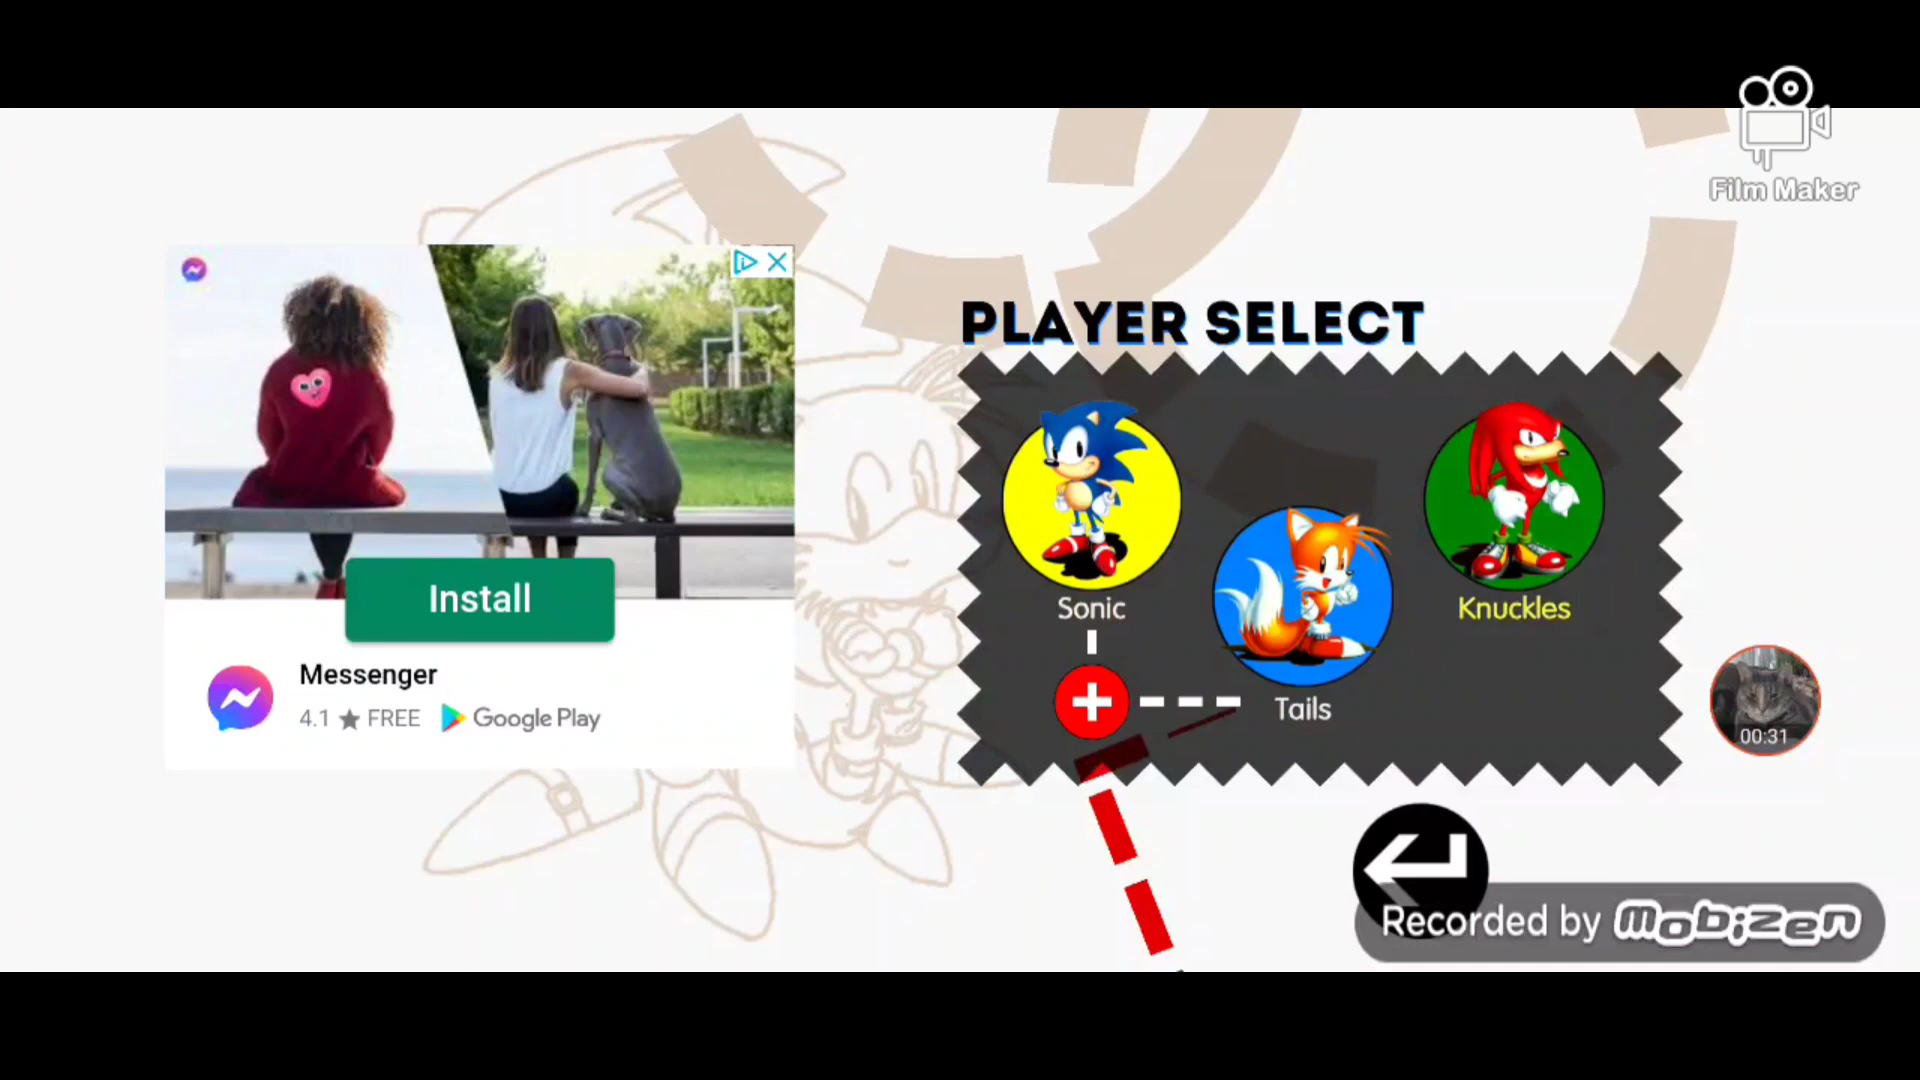 Film Maker
Install
Messenger
4.1 ★ FREE Google Play
PLAYER SELECT
Sonic
Tails
Knuckles
00:31
Recorded by mobizen